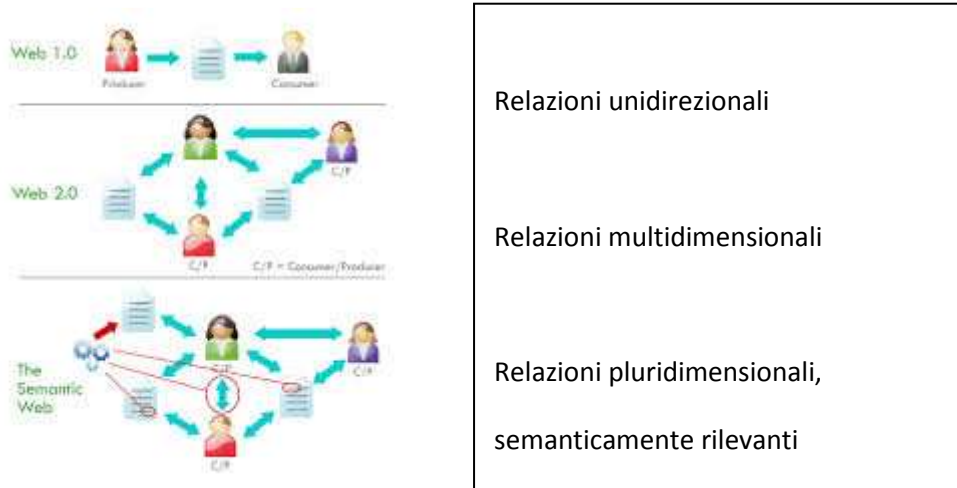 Web 1.0
Producer
Consumer
Relazioni unidirezionali
C/P
Web 2.0
Relazioni multidimensionali
C/P
C/P = Consumer/Producer
C/P
C/P
The
Semantic
Web
Relazioni pluridimensionali,
semanticamente rilevanti
C/P